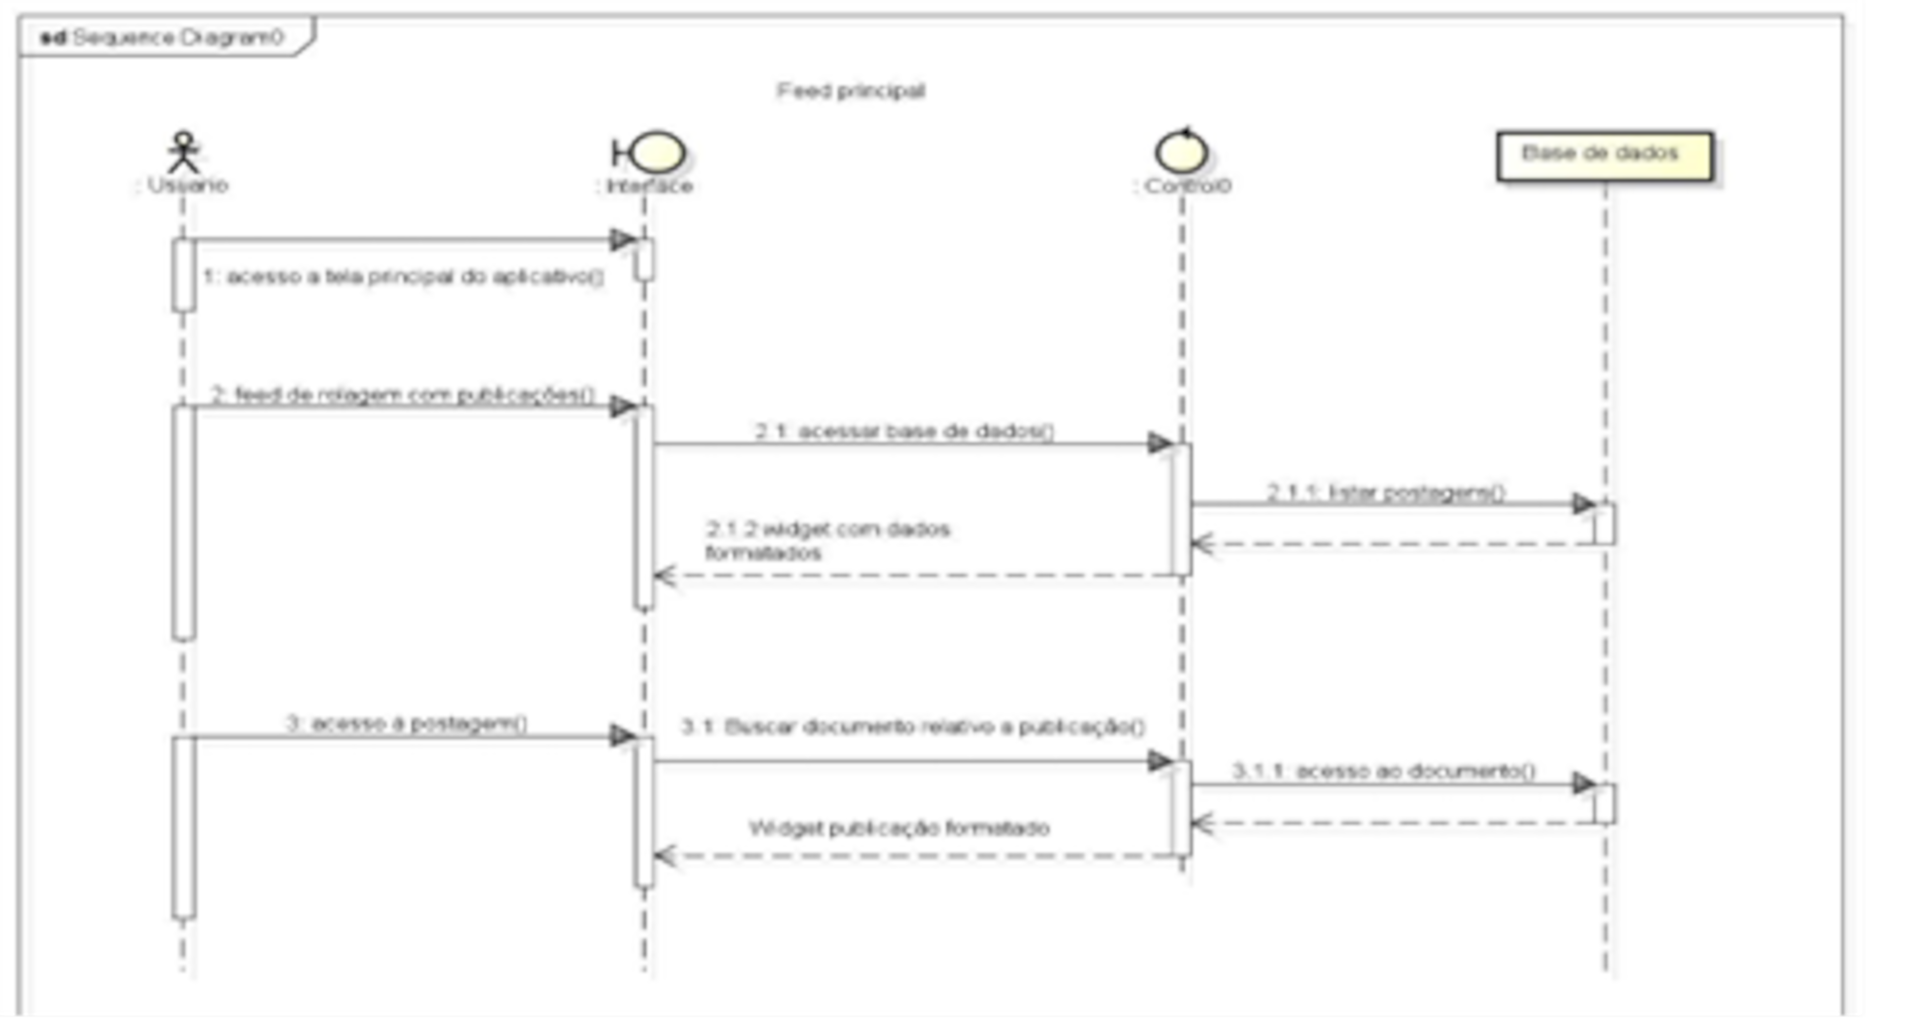 sd Sequence Diagram0
Feed principal
: Usuario
: Interface
: Control0
Base de dados
1: acesso a tela principal do aplicativo()
2: feed de rolagem com publicações()
2.1: acessar base de dados()
2.1.1: listar postagens()
2.1.2 widget com dados
formatados
3: acesso à postagem()
3.1: Buscar documento relativo a publicação()
3.1.1: acesso ao documento()
Widget publicação formatado